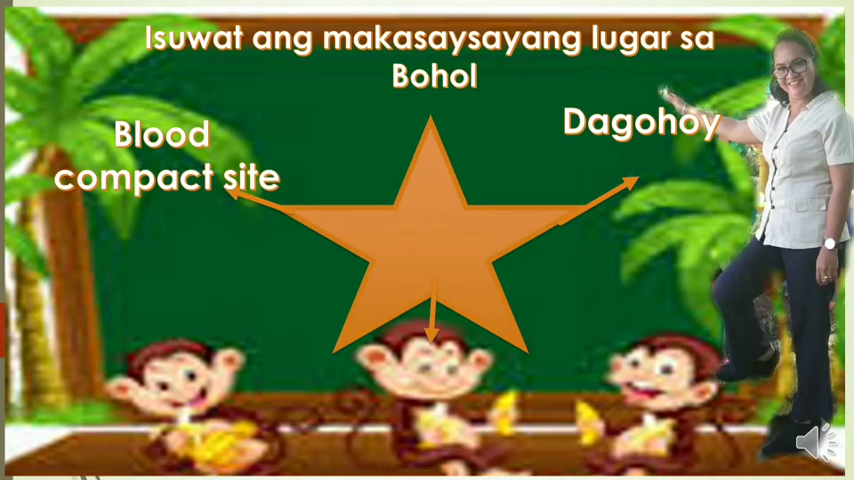 Isuwat ang makasaysayang lugar sa
Bohol
Blood
compact site
Dagohoy